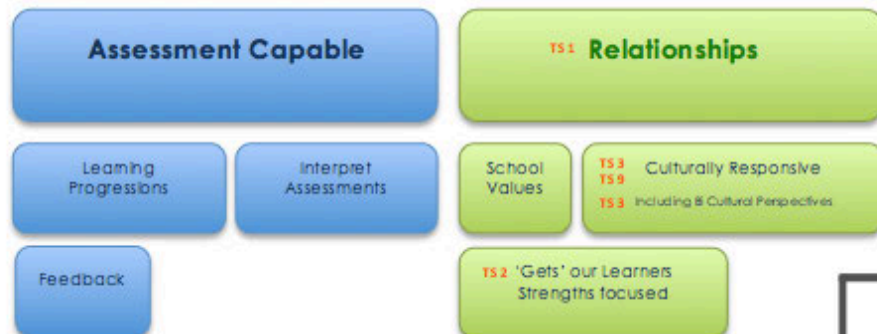 Assessment Capable
TS1 Relationships
Learning
Progressions
Interpret
Assessments
School
Values
TS3 Culturally Responsive
TS9
TS3 Including Bi Cultural Perspectives
Feedback
TS2 'Gets' our Learners
Strengths focused